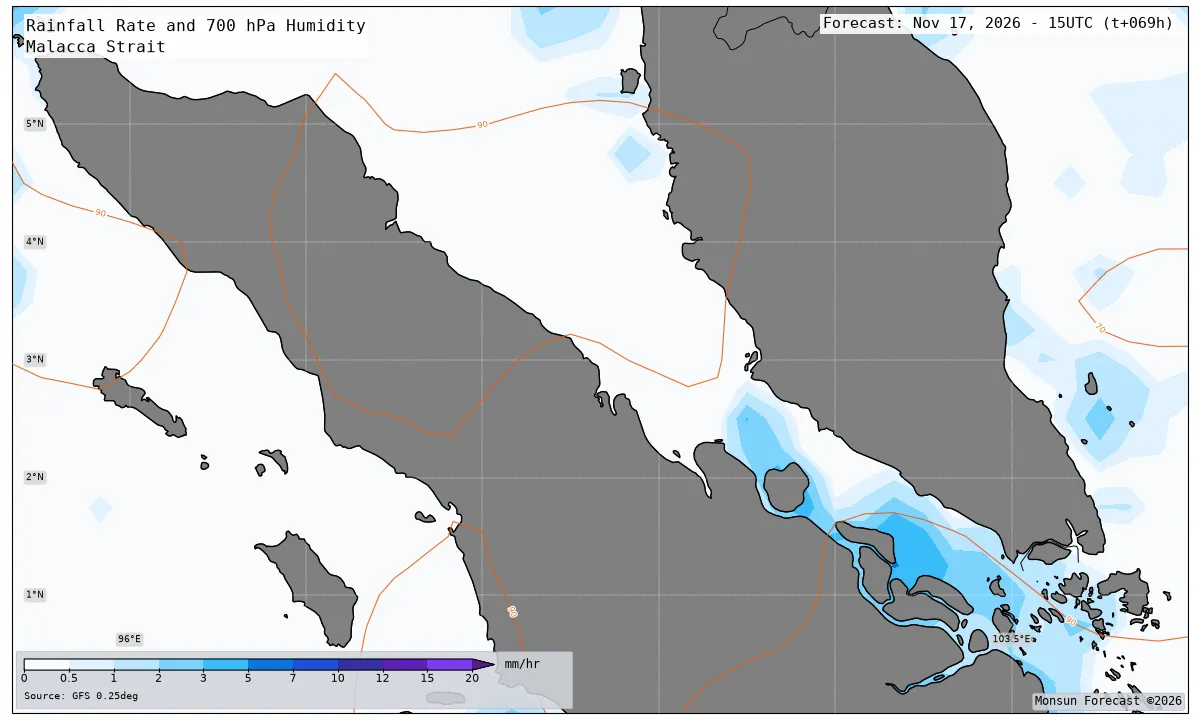 Rainfall Rate and 700 hPa Humidity
Malacca Strait
Forecast: Nov 17, 2026 - 15UTC (t+069h)
5°N
90
90
4°N
70
3°N
2°N
1°N
90
90
96°E
103.5°E
mm/hr
0 0.5 1 2 3 5 7 10 12 15 20
Source: GFS 0.25deg
Monsun Forecast ©2026